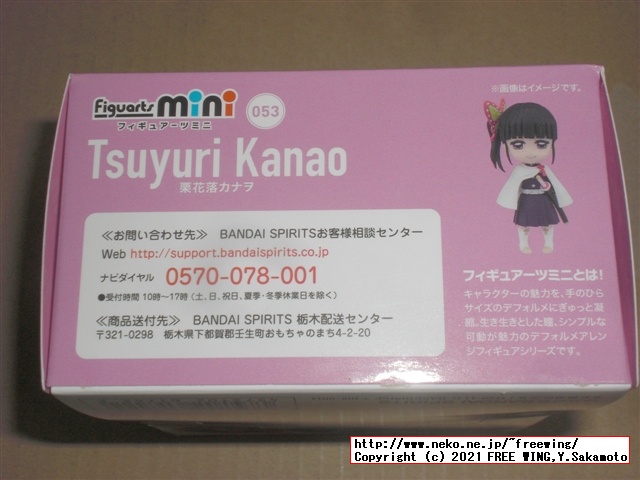 Figuarts mini
フィギュアーツミニ
053
Tsuyuri Kanao
栗花落カナヲ
※画像はイメージです。
≪お問い合わせ先≫ BANDAI SPIRITSお客様相談センター
Web http://support.bandaispirits.co.jp
ナビダイヤル 0570-078-001
●受付時間 10時～17時(土、日、祝日、夏季・冬季休業日を除く)
≪商品送付先≫ BANDAI SPIRITS 栃木配送センター
〒321-0298 栃木県下都賀郡壬生町おもちゃのまち4-2-20
フィギュアーツミニとは!
キャラクターの魅力を、手のひら
サイズのデフォルメにぎゅっと凝
縮。生き生きとした瞳、シンプルな
可動が魅力のデフォルメアレン
ジフィギュアシリーズです。
http://www.neko.ne.jp/~freewing/
Copyright (c) 2021 FREE WING,Y.Sakamoto